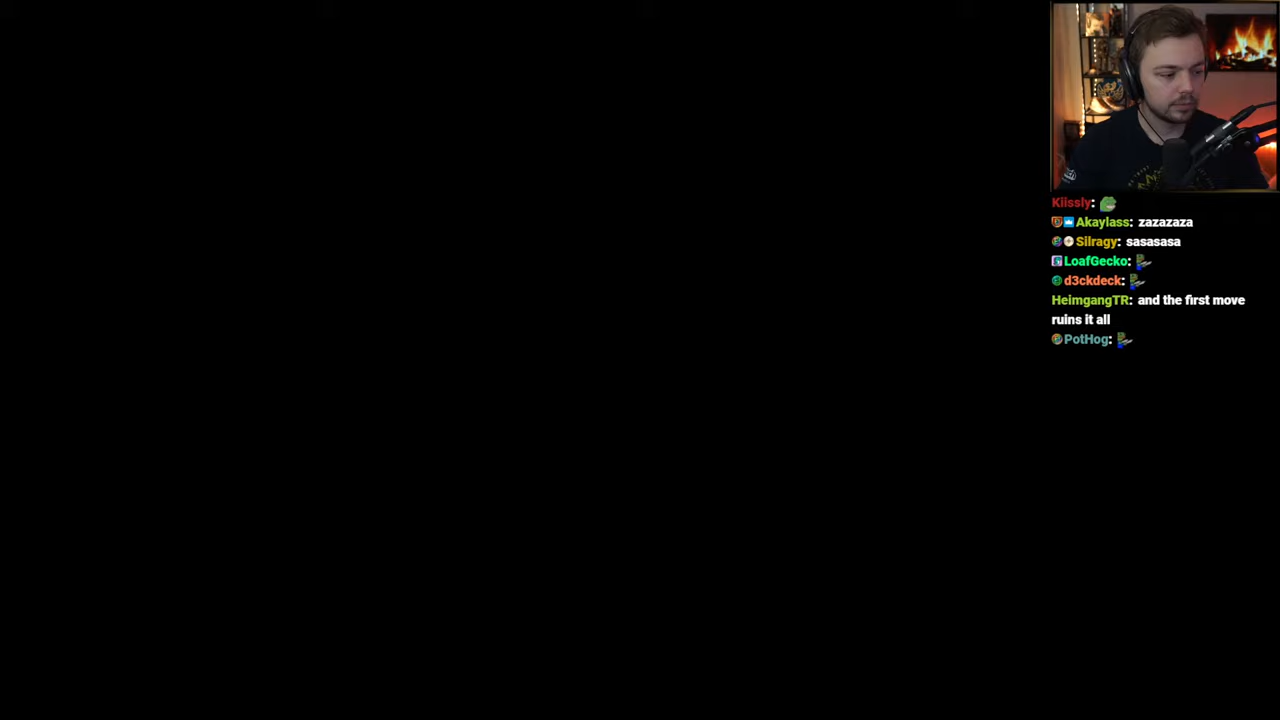 Kiissly:
Akaylass: zazazaza
Silragy: sasasasa
LoafGecko:
d3ckdeck:
HeimgangTR: and the first move
ruins it all
PotHog: